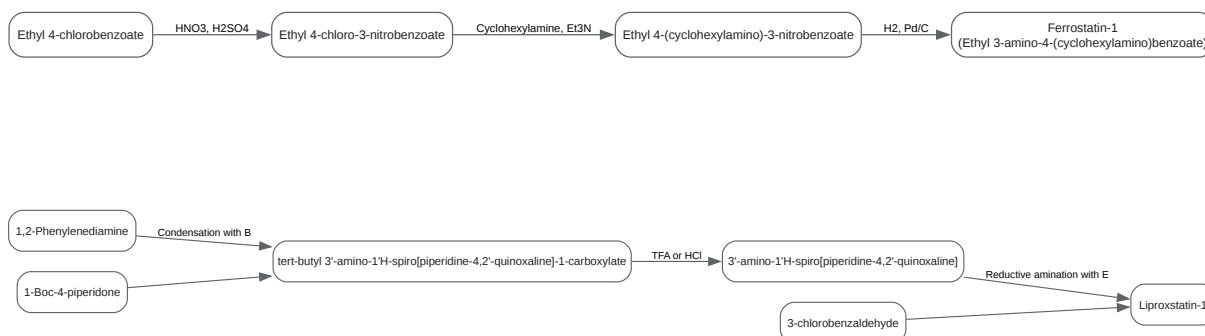 Ethyl 4-chlorobenzoate
HNO3, H2SO4
Ethyl 4-chloro-3-nitrobenzoate
Cyclohexylamine, Et3N
Ethyl 4-(cyclohexylamino)-3-nitrobenzoate
H2, Pd/C
Ferrostatin-1
(Ethyl 3-amino-4-(cyclohexylamino)benzoate)
1,2-Phenylenediamine
Condensation with B
1-Boc-4-piperidone
tert-butyl 3'-amino-1'H-spiro[piperidine-4,2'-quinoxaline]-1-carboxylate
TFA or HCl
3'-amino-1'H-spiro[piperidine-4,2'-quinoxaline]
Reductive amination with E
3-chlorobenzaldehyde
Liproxstatin-1